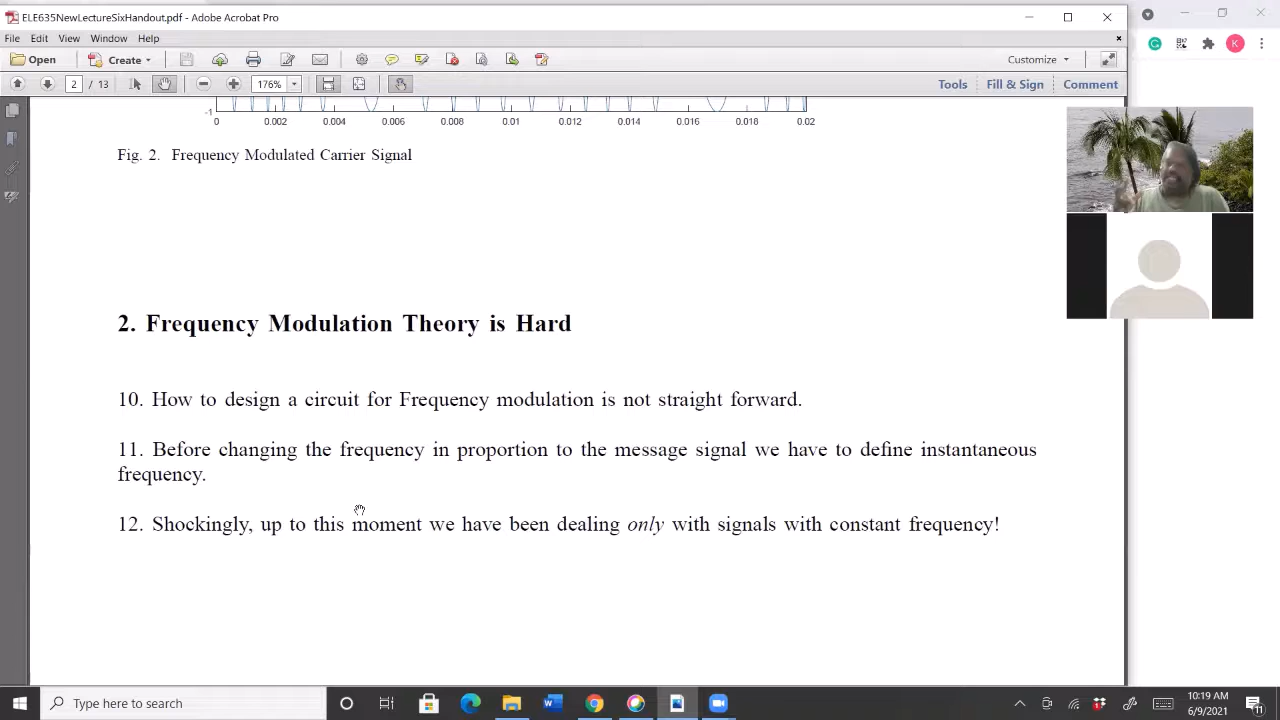 ELE635NewLectureSixHandout.pdf - Adobe Acrobat Pro
File Edit View Window Help
Open Create Customize
2 / 13 176% Tools Fill & Sign Comment
K
-1
0 0.002 0.004 0.006 0.008 0.01 0.012 0.014 0.016 0.018 0.02
Fig. 2. Frequency Modulated Carrier Signal
2. Frequency Modulation Theory is Hard
10. How to design a circuit for Frequency modulation is not straight forward.
11. Before changing the frequency in proportion to the message signal we have to define instantaneous
frequency.
12. Shockingly, up to this moment we have been dealing only with signals with constant frequency!
Type here to search
10:19 AM
6/9/2021
11